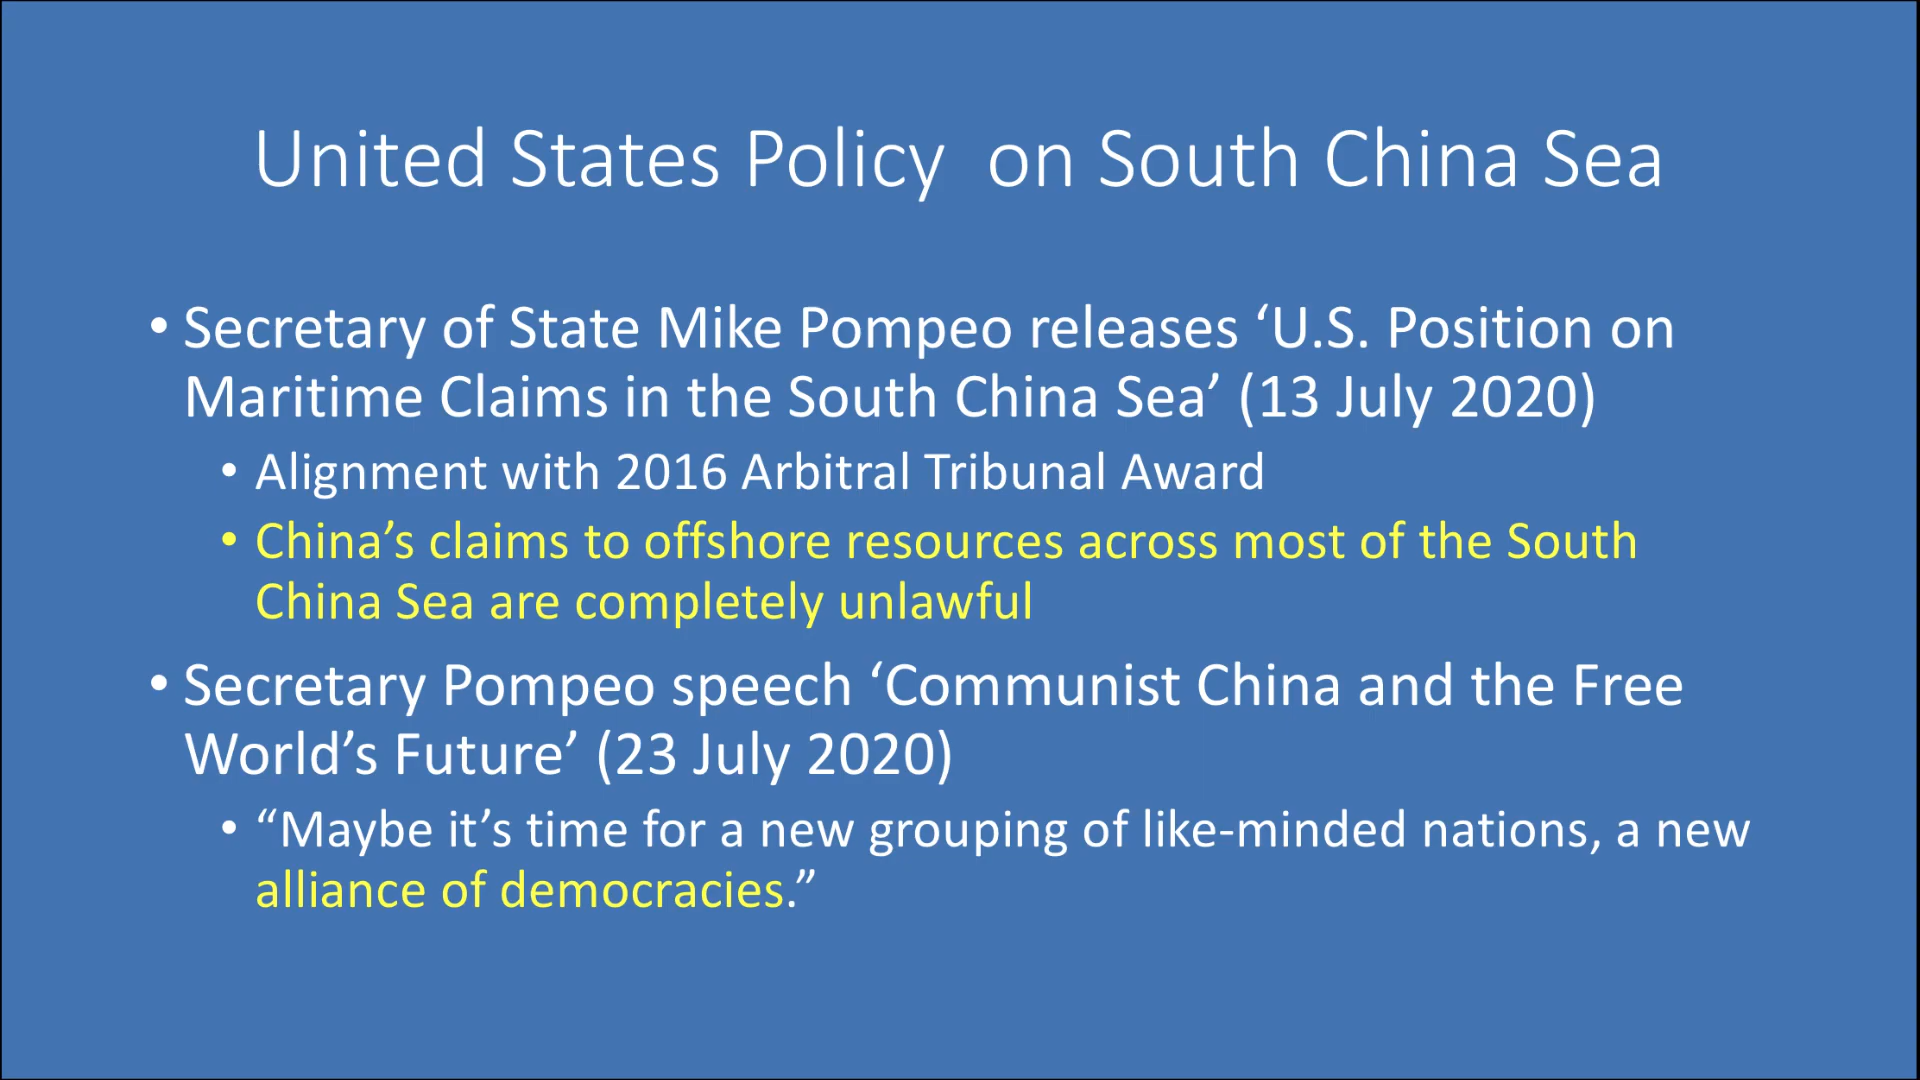 United States Policy  on South China Sea
• Secretary of State Mike Pompeo releases ‘U.S. Position on
Maritime Claims in the South China Sea’ (13 July 2020)
• Alignment with 2016 Arbitral Tribunal Award
• China’s claims to offshore resources across most of the South
China Sea are completely unlawful
• Secretary Pompeo speech ‘Communist China and the Free
World’s Future’ (23 July 2020)
• “Maybe it’s time for a new grouping of like-minded nations, a new
alliance of democracies.”